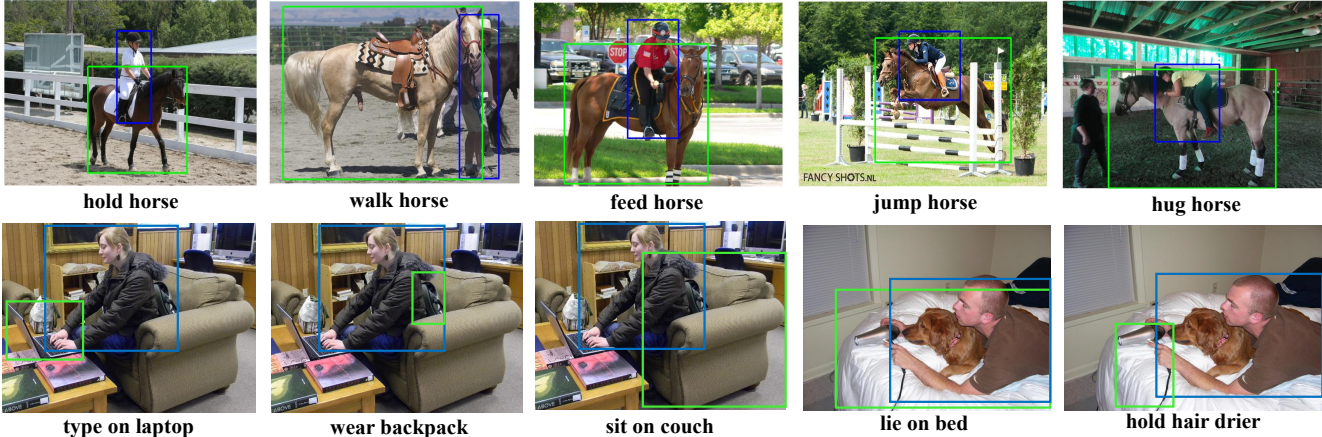 STOP
FANCY SHOTS.NL
hold horse
walk horse
feed horse
jump horse
hug horse
ABOVE
type on laptop
wear backpack
sit on couch
lie on bed
hold hair drier